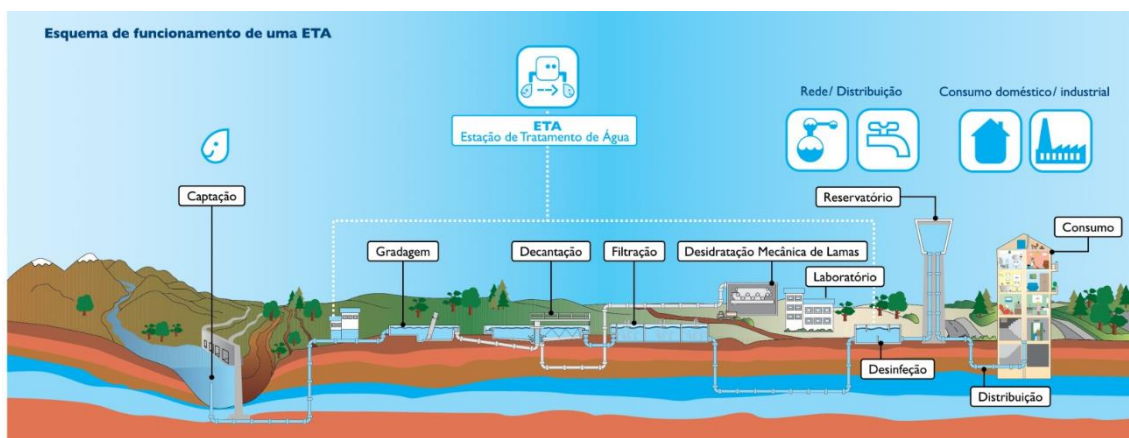 Esquema de funcionamento de uma ETA
ETA
Estação de Tratamento de Água
Rede/ Distribuição
Consumo doméstico/ industrial
Captação
Reservatório
Consumo
Gradagem
Decantação
Filtração
Desidratação Mecânica de Lamas
Laboratório
Desinfeção
Distribuição